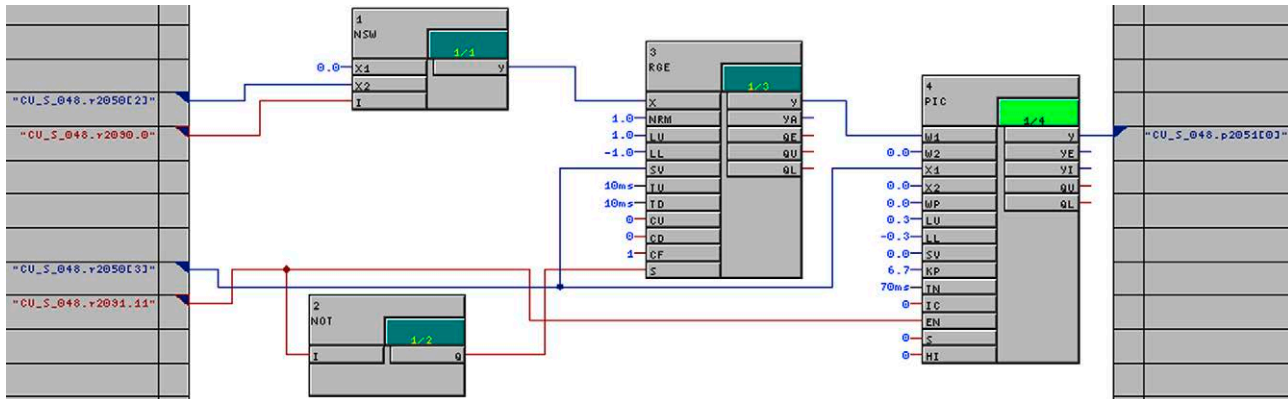 1
NSW
1/1
0.0 X1 Y
X2
I
"CU_S_048.r2050[2]"
"CU_S_048.r2090.0"
"CU_S_048.r2050[3]"
"CU_S_048.r2091.11"
2
NOT
1/2
I Q
3
RGE
1/3
X Y
1.0 NRM YA
1.0 LU QE
-1.0 LL QU
SV QL
10ms TU
10ms TD
0 CU
0 CD
1 CF
S
4
PIC
1/4
W1 Y
0.0 W2 YE
X1 YI
0.0 X2 QU
0.0 WP QL
0.3 LU
-0.3 LL
0.0 SV
6.7 KP
70ms TN
0 IC
EN
0 S
0 HI
"CU_S_048.p2051[0]"